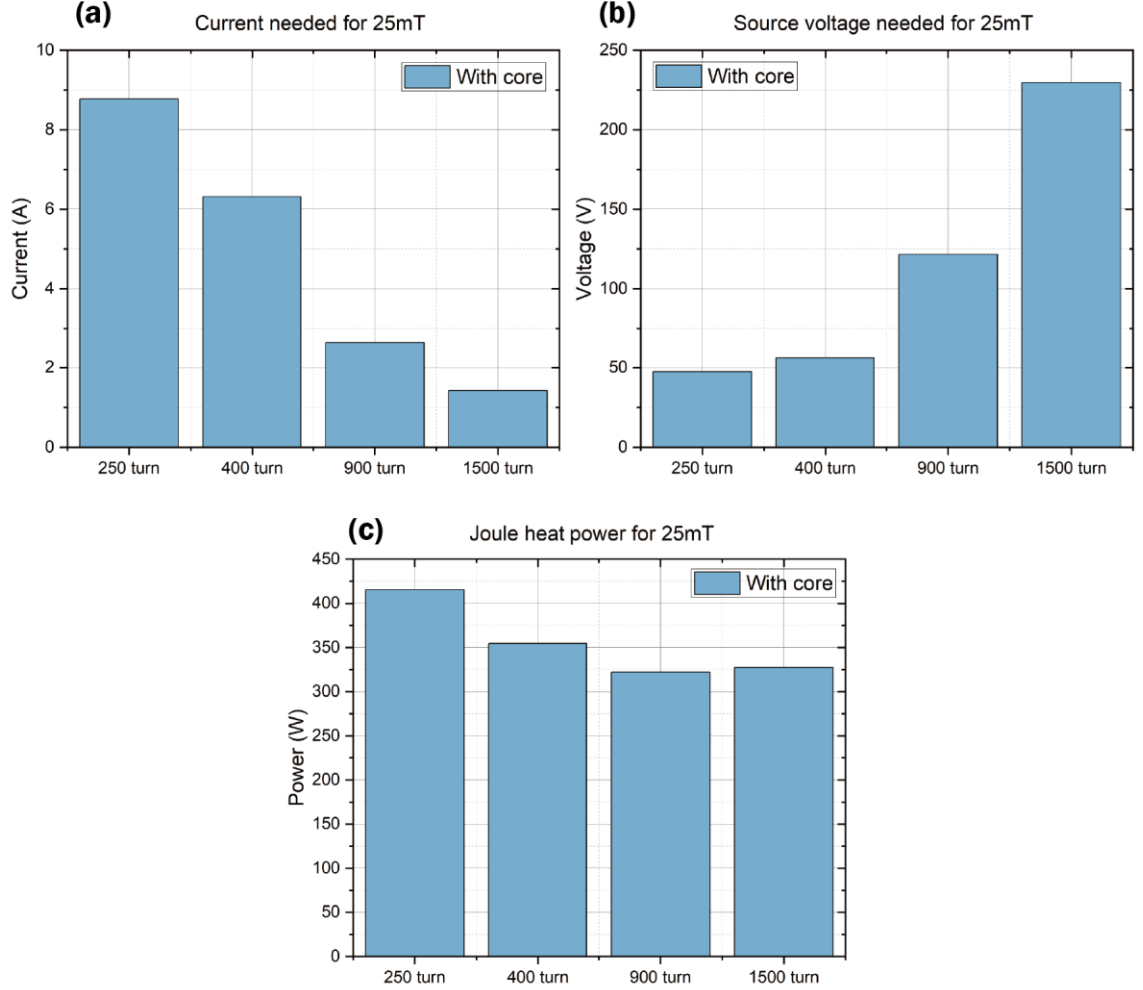 (a)
Current needed for 25mT
With core
10
8
6
4
2
0
Current (A)
250 turn
400 turn
900 turn
1500 turn
(b)
Source voltage needed for 25mT
With core
250
200
150
100
50
0
Voltage (V)
250 turn
400 turn
900 turn
1500 turn
(c)
Joule heat power for 25mT
With core
450
400
350
300
250
200
150
100
50
0
Power (W)
250 turn
400 turn
900 turn
1500 turn